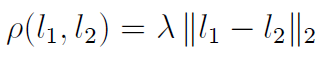 ρ(l₁, l₂) = λ ‖l₁ − l₂‖₂